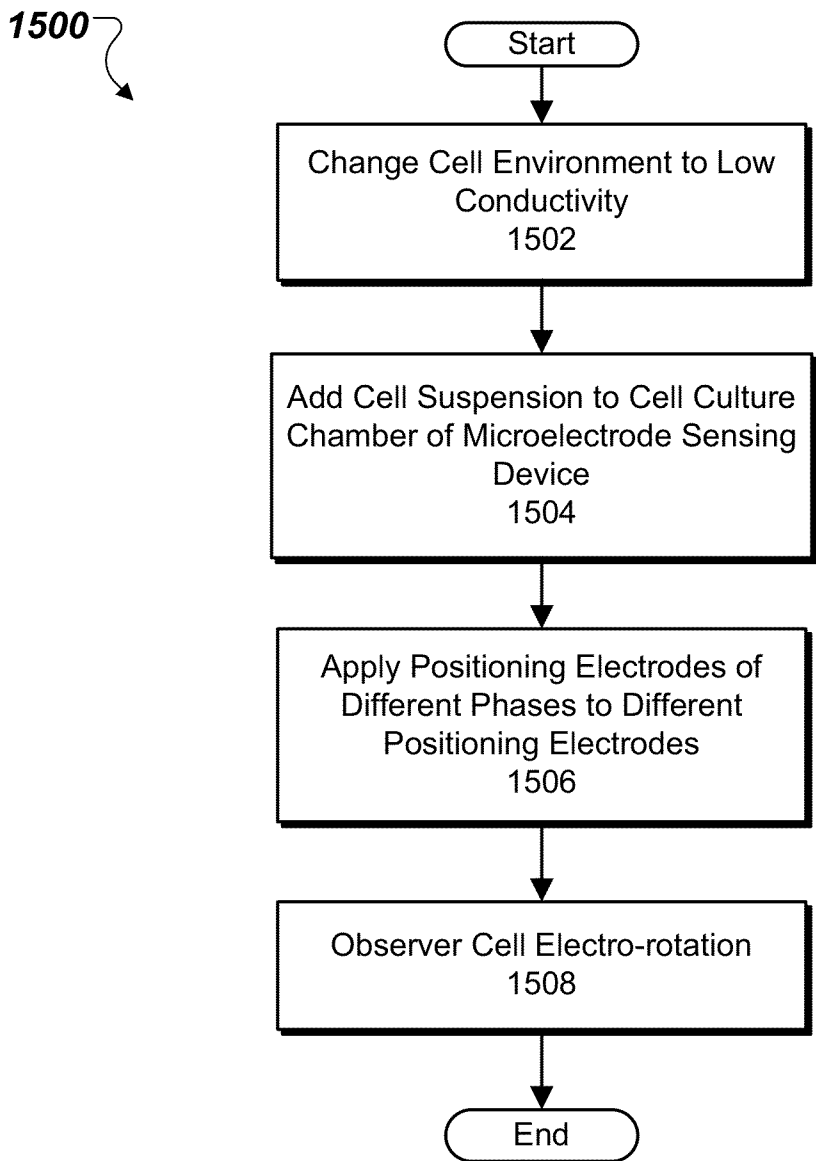 1500
Start
Change Cell Environment to Low
Conductivity
1502
Add Cell Suspension to Cell Culture
Chamber of Microelectrode Sensing
Device
1504
Apply Positioning Electrodes of
Different Phases to Different
Positioning Electrodes
1506
Observer Cell Electro-rotation
1508
End